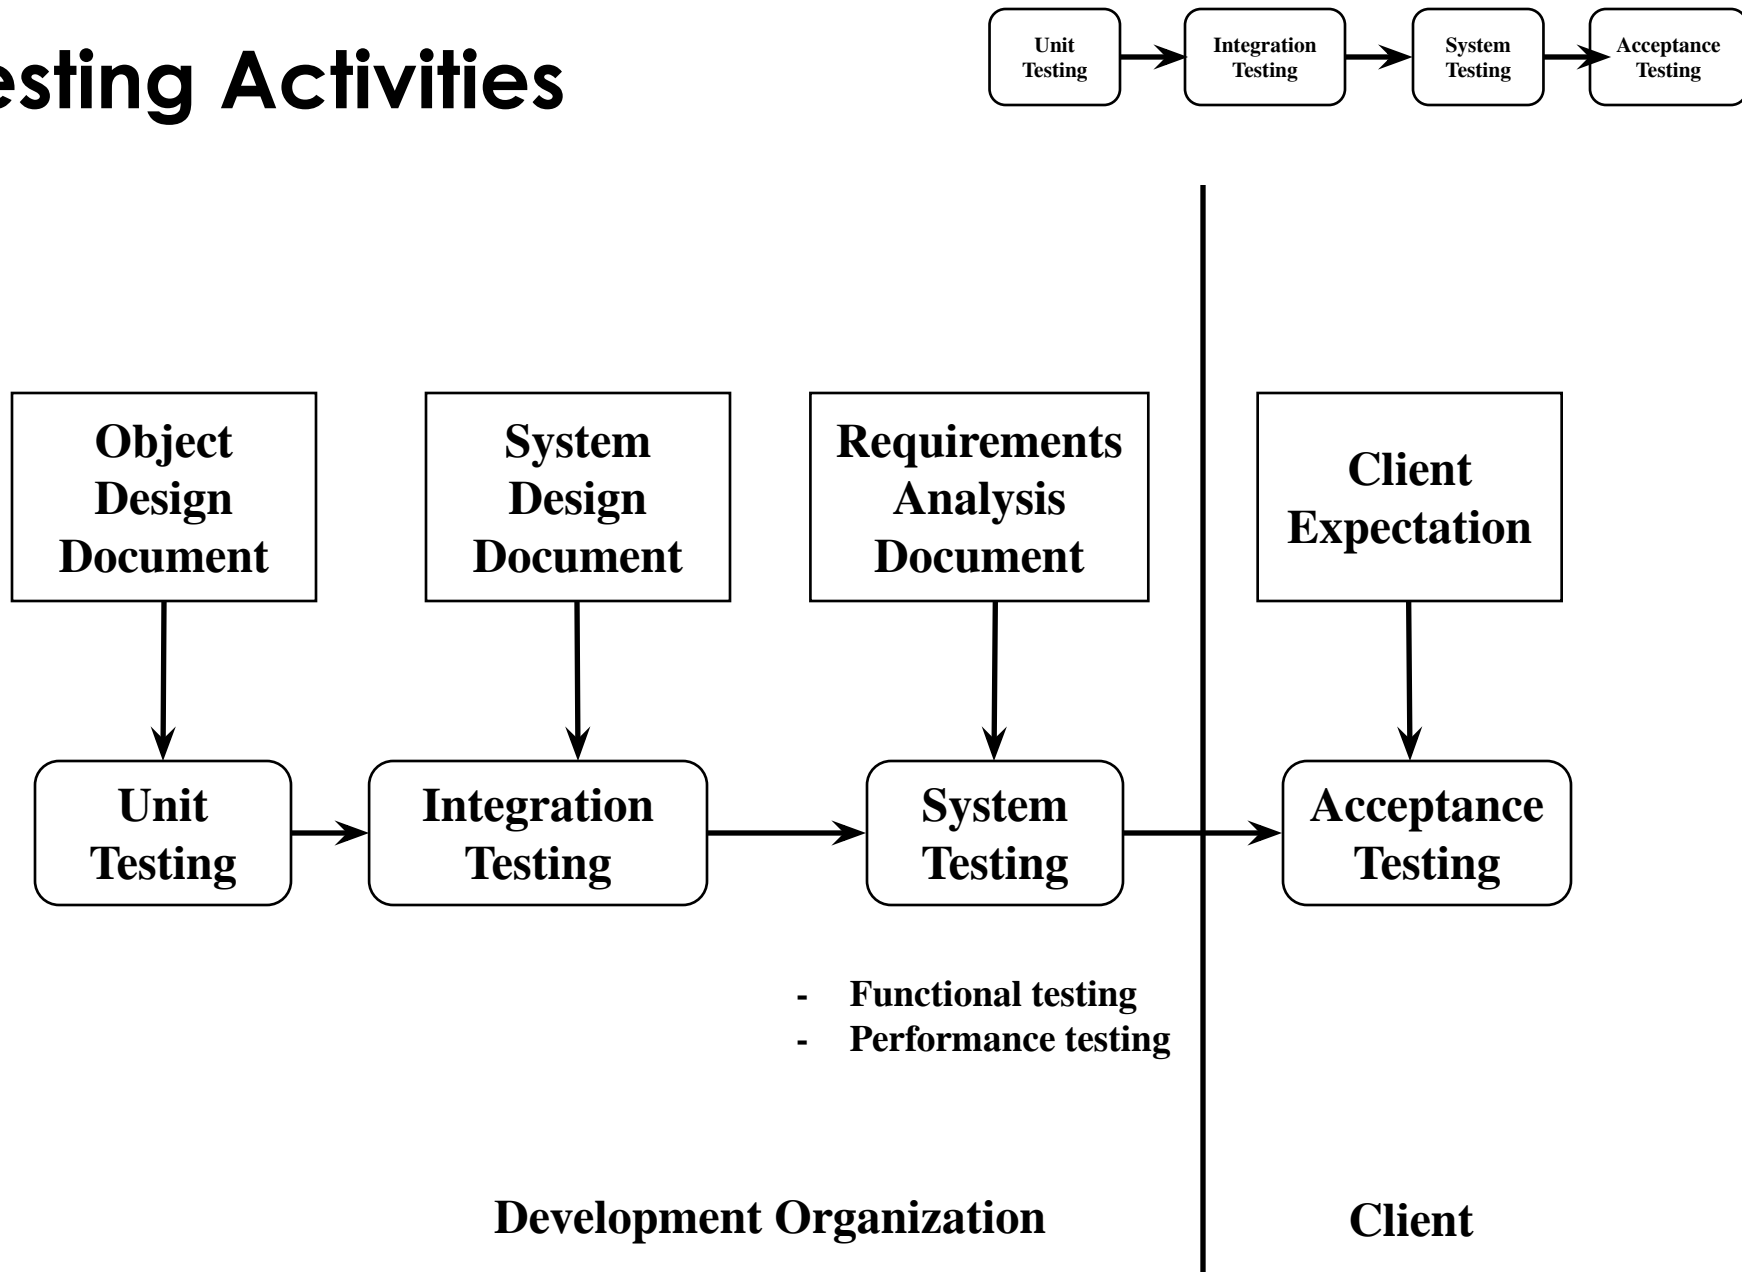 esting Activities
Unit
Testing
Integration
Testing
System
Testing
Acceptance
Testing
Object
Design
Document
System
Design
Document
Requirements
Analysis
Document
Client
Expectation
Unit
Testing
Integration
Testing
System
Testing
Acceptance
Testing
- Functional testing
- Performance testing
Development Organization
Client